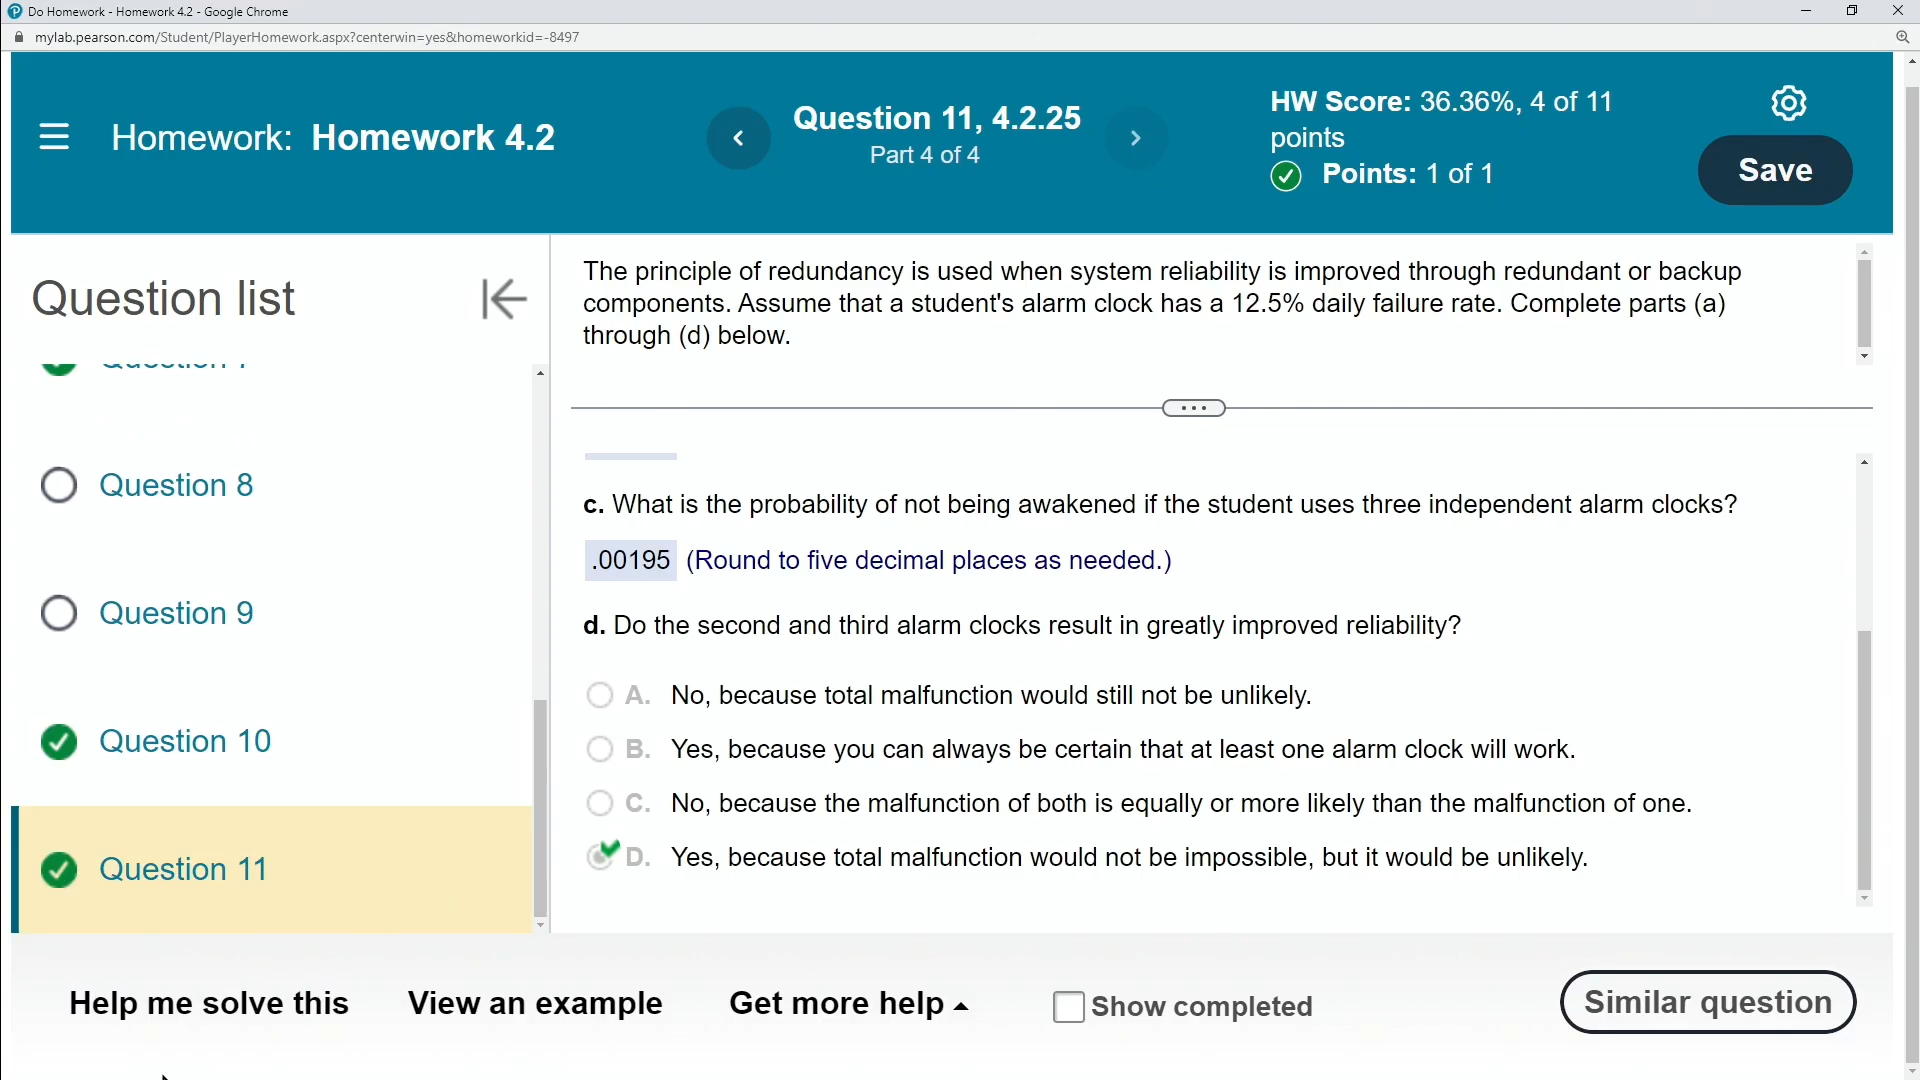 Do Homework - Homework 4.2 - Google Chrome
mylab.pearson.com/Student/PlayerHomework.aspx?centerwin=yes&homeworkid=-8497
Homework: Homework 4.2
Question 11, 4.2.25
Part 4 of 4
HW Score: 36.36%, 4 of 11
points
Points: 1 of 1
Save
Question list
Question 8
Question 9
Question 10
Question 11
The principle of redundancy is used when system reliability is improved through redundant or backup
components. Assume that a student's alarm clock has a 12.5% daily failure rate. Complete parts (a)
through (d) below.
c. What is the probability of not being awakened if the student uses three independent alarm clocks?
.00195 (Round to five decimal places as needed.)
d. Do the second and third alarm clocks result in greatly improved reliability?
A. No, because total malfunction would still not be unlikely.
B. Yes, because you can always be certain that at least one alarm clock will work.
C. No, because the malfunction of both is equally or more likely than the malfunction of one.
D. Yes, because total malfunction would not be impossible, but it would be unlikely.
Help me solve this
View an example
Get more help
Show completed
Similar question